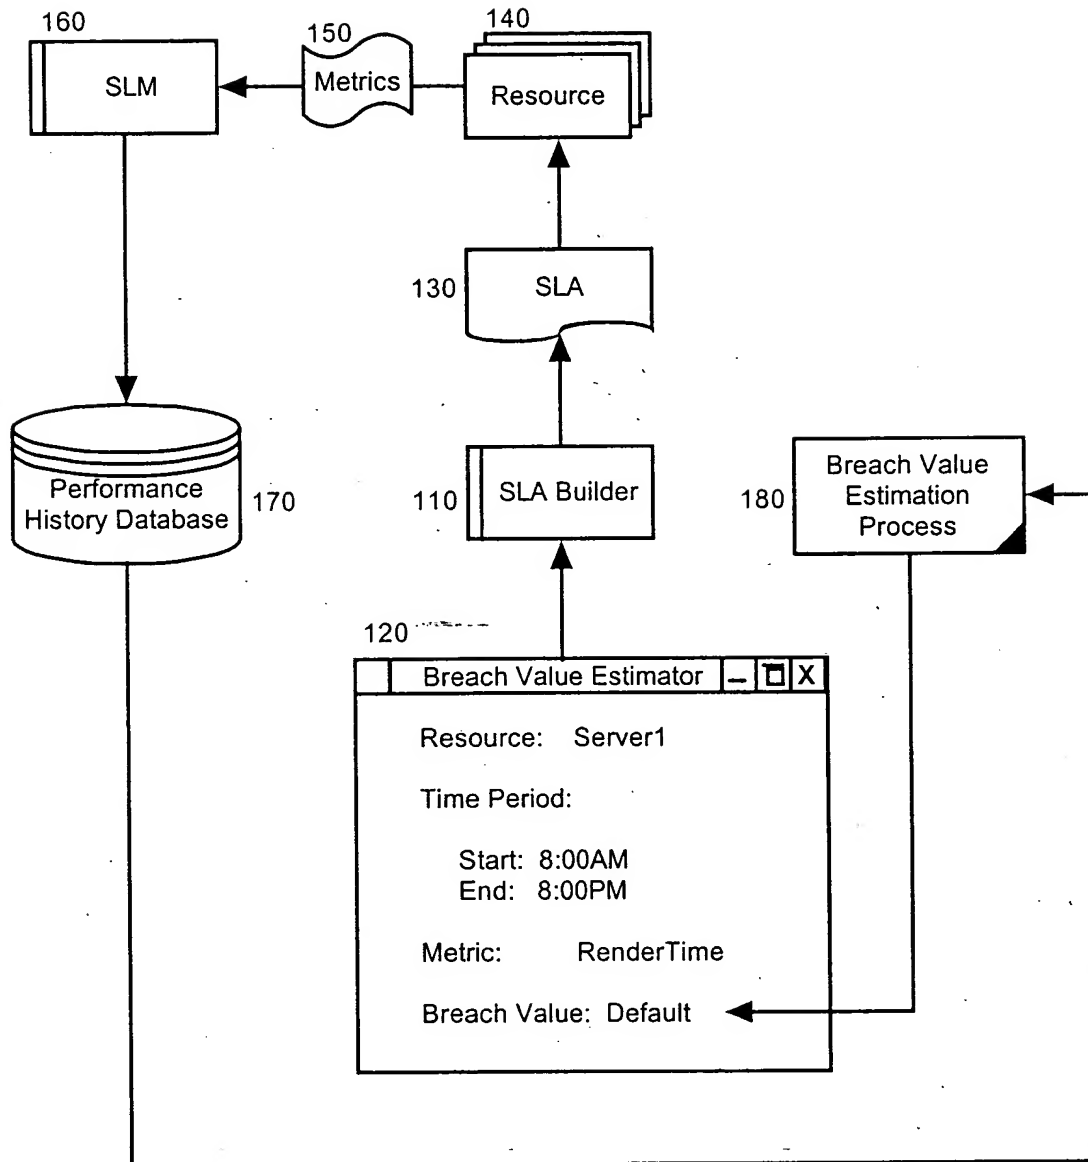 160
SLM
150
Metrics
140
Resource
130
SLA
Performance
History Database
170
110
SLA Builder
180
Breach Value
Estimation
Process
120
Breach Value Estimator
X
Resource: Server1
Time Period:
Start: 8:00AM
End: 8:00PM
Metric: RenderTime
Breach Value: Default